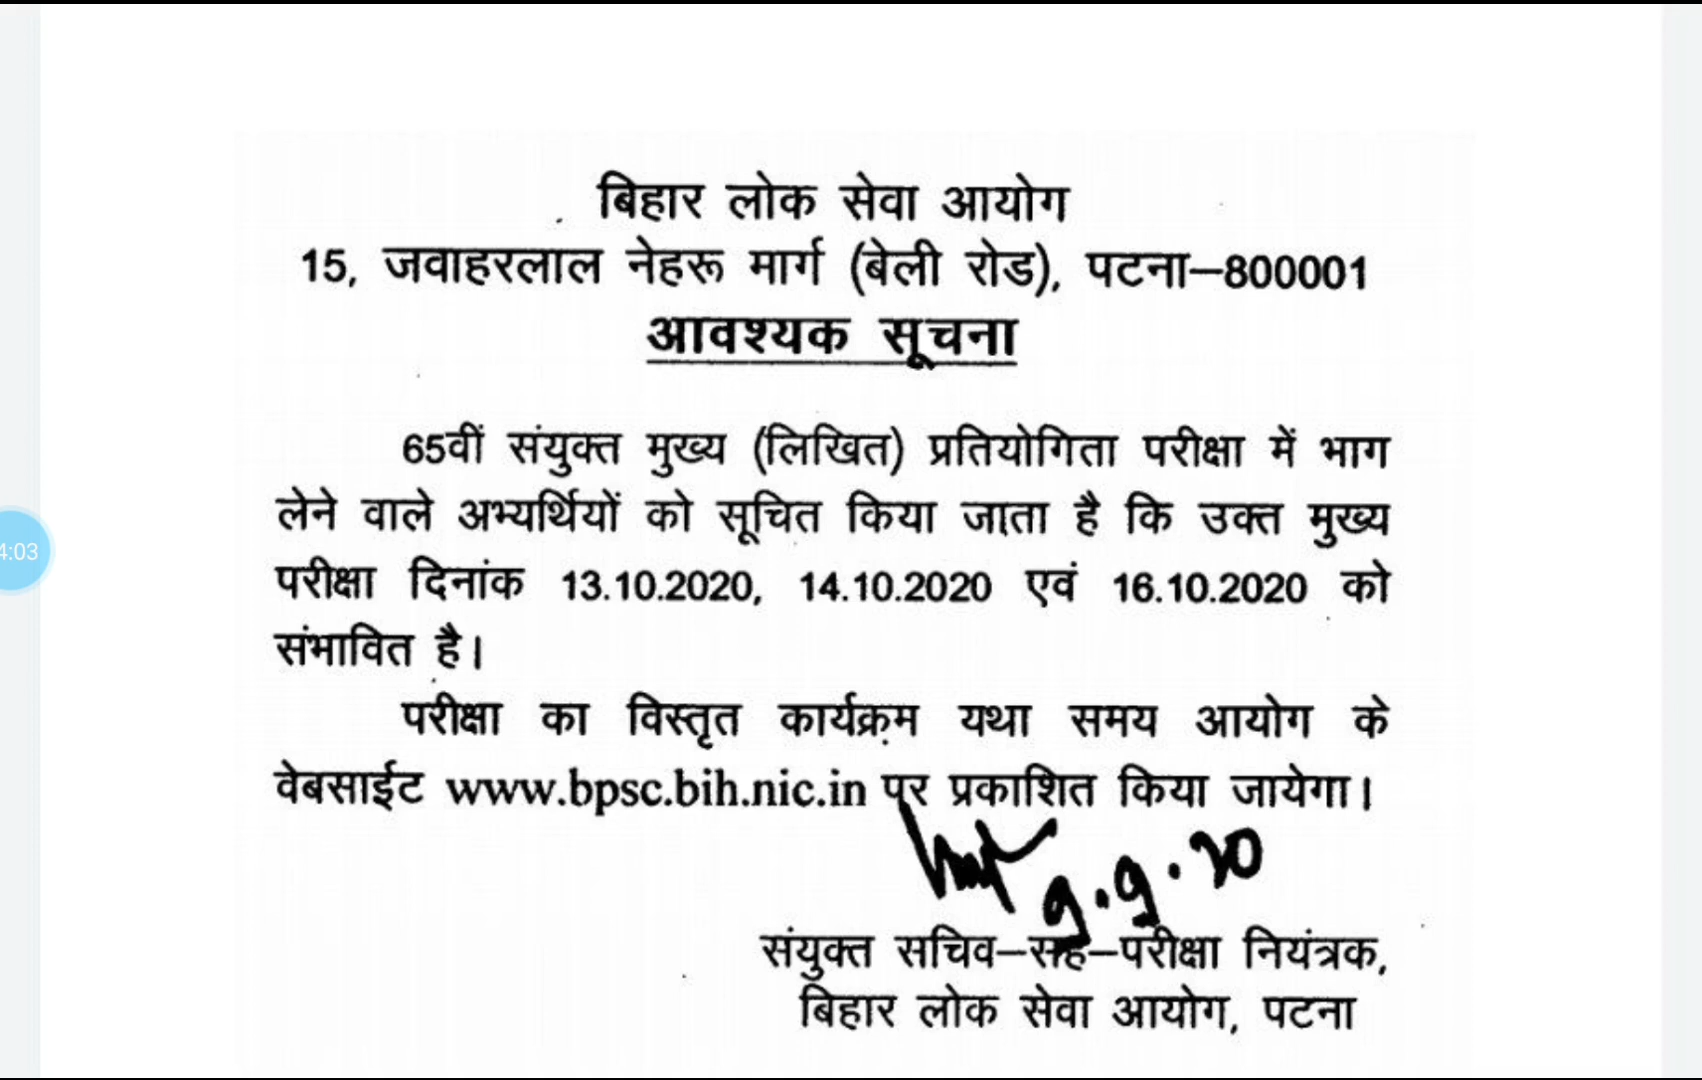 बिहार लोक सेवा आयोग
15, जवाहरलाल नेहरू मार्ग (बेली रोड), पटना–800001
आवश्यक सूचना
65वीं संयुक्त मुख्य (लिखित) प्रतियोगिता परीक्षा में भाग
लेने वाले अभ्यर्थियों को सूचित किया जाता है कि उक्त मुख्य
परीक्षा दिनांक 13.10.2020, 14.10.2020 एवं 16.10.2020 को
संभावित है।
परीक्षा का विस्तृत कार्यक्रम यथा समय आयोग के
वेबसाईट www.bpsc.bih.nic.in पर प्रकाशित किया जायेगा।
9.9.20
संयुक्त सचिव–सह–परीक्षा नियंत्रक,
बिहार लोक सेवा आयोग, पटना
4:03